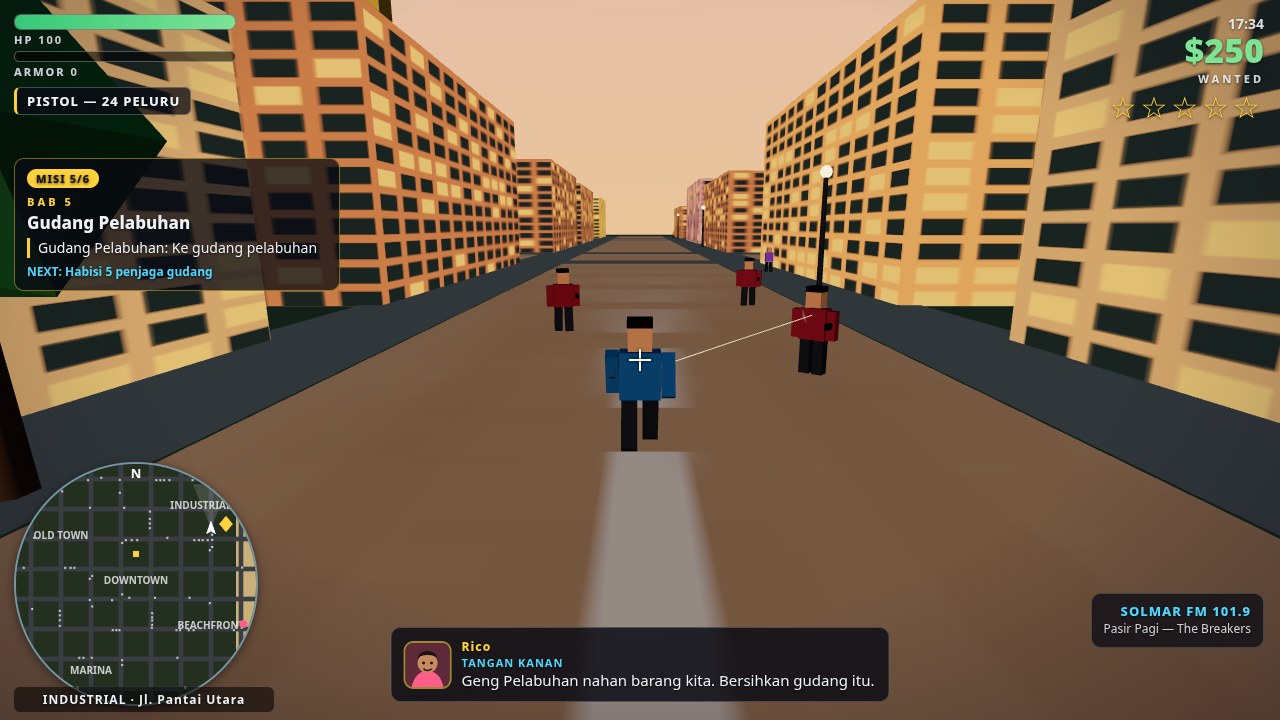 HP 100
ARMOR 0
PISTOL — 24 PELURU
17:34
$250
WANTED
MISI 5/6
BAB 5
Gudang Pelabuhan
Gudang Pelabuhan: Ke gudang pelabuhan
NEXT: Habisi 5 penjaga gudang
N
INDUSTRIAL
OLD TOWN
DOWNTOWN
BEACHFRONT
MARINA
INDUSTRIAL · Jl. Pantai Utara
Rico
TANGAN KANAN
Geng Pelabuhan nahan barang kita. Bersihkan gudang itu.
SOLMAR FM 101.9
Pasir Pagi — The Breakers